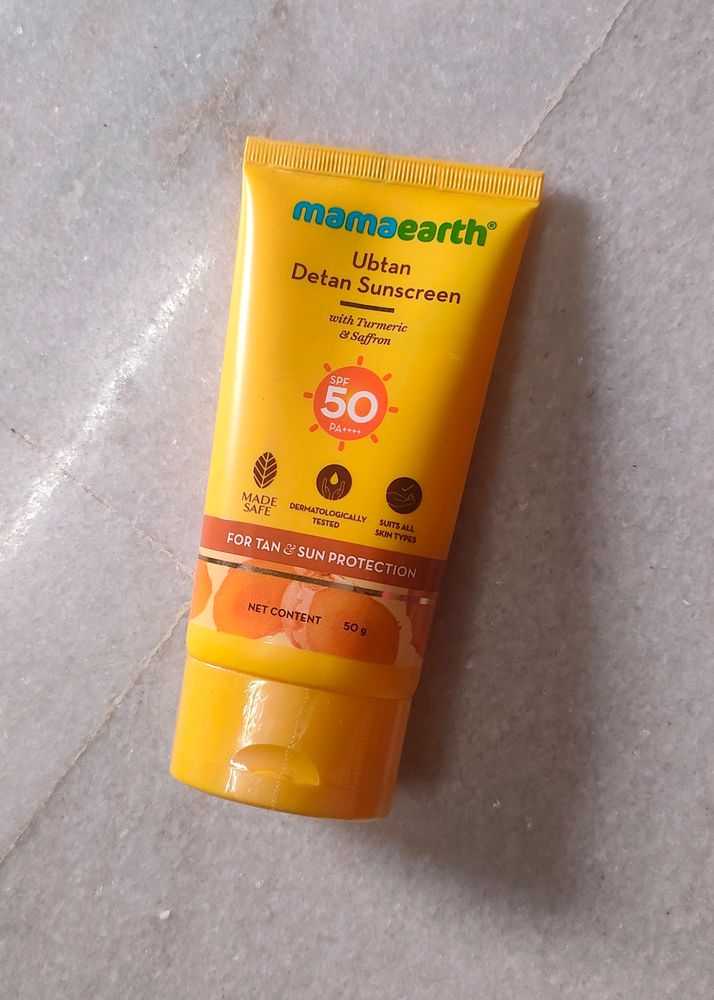 mamaearth®
Ubtan
Detan Sunscreen
with Turmeric
& Saffron
SPF
50
PA++++
MADE
SAFE
DERMATOLOGICALLY
TESTED
SUITS ALL
SKIN TYPES
FOR TAN & SUN PROTECTION
NET CONTENT 50 g